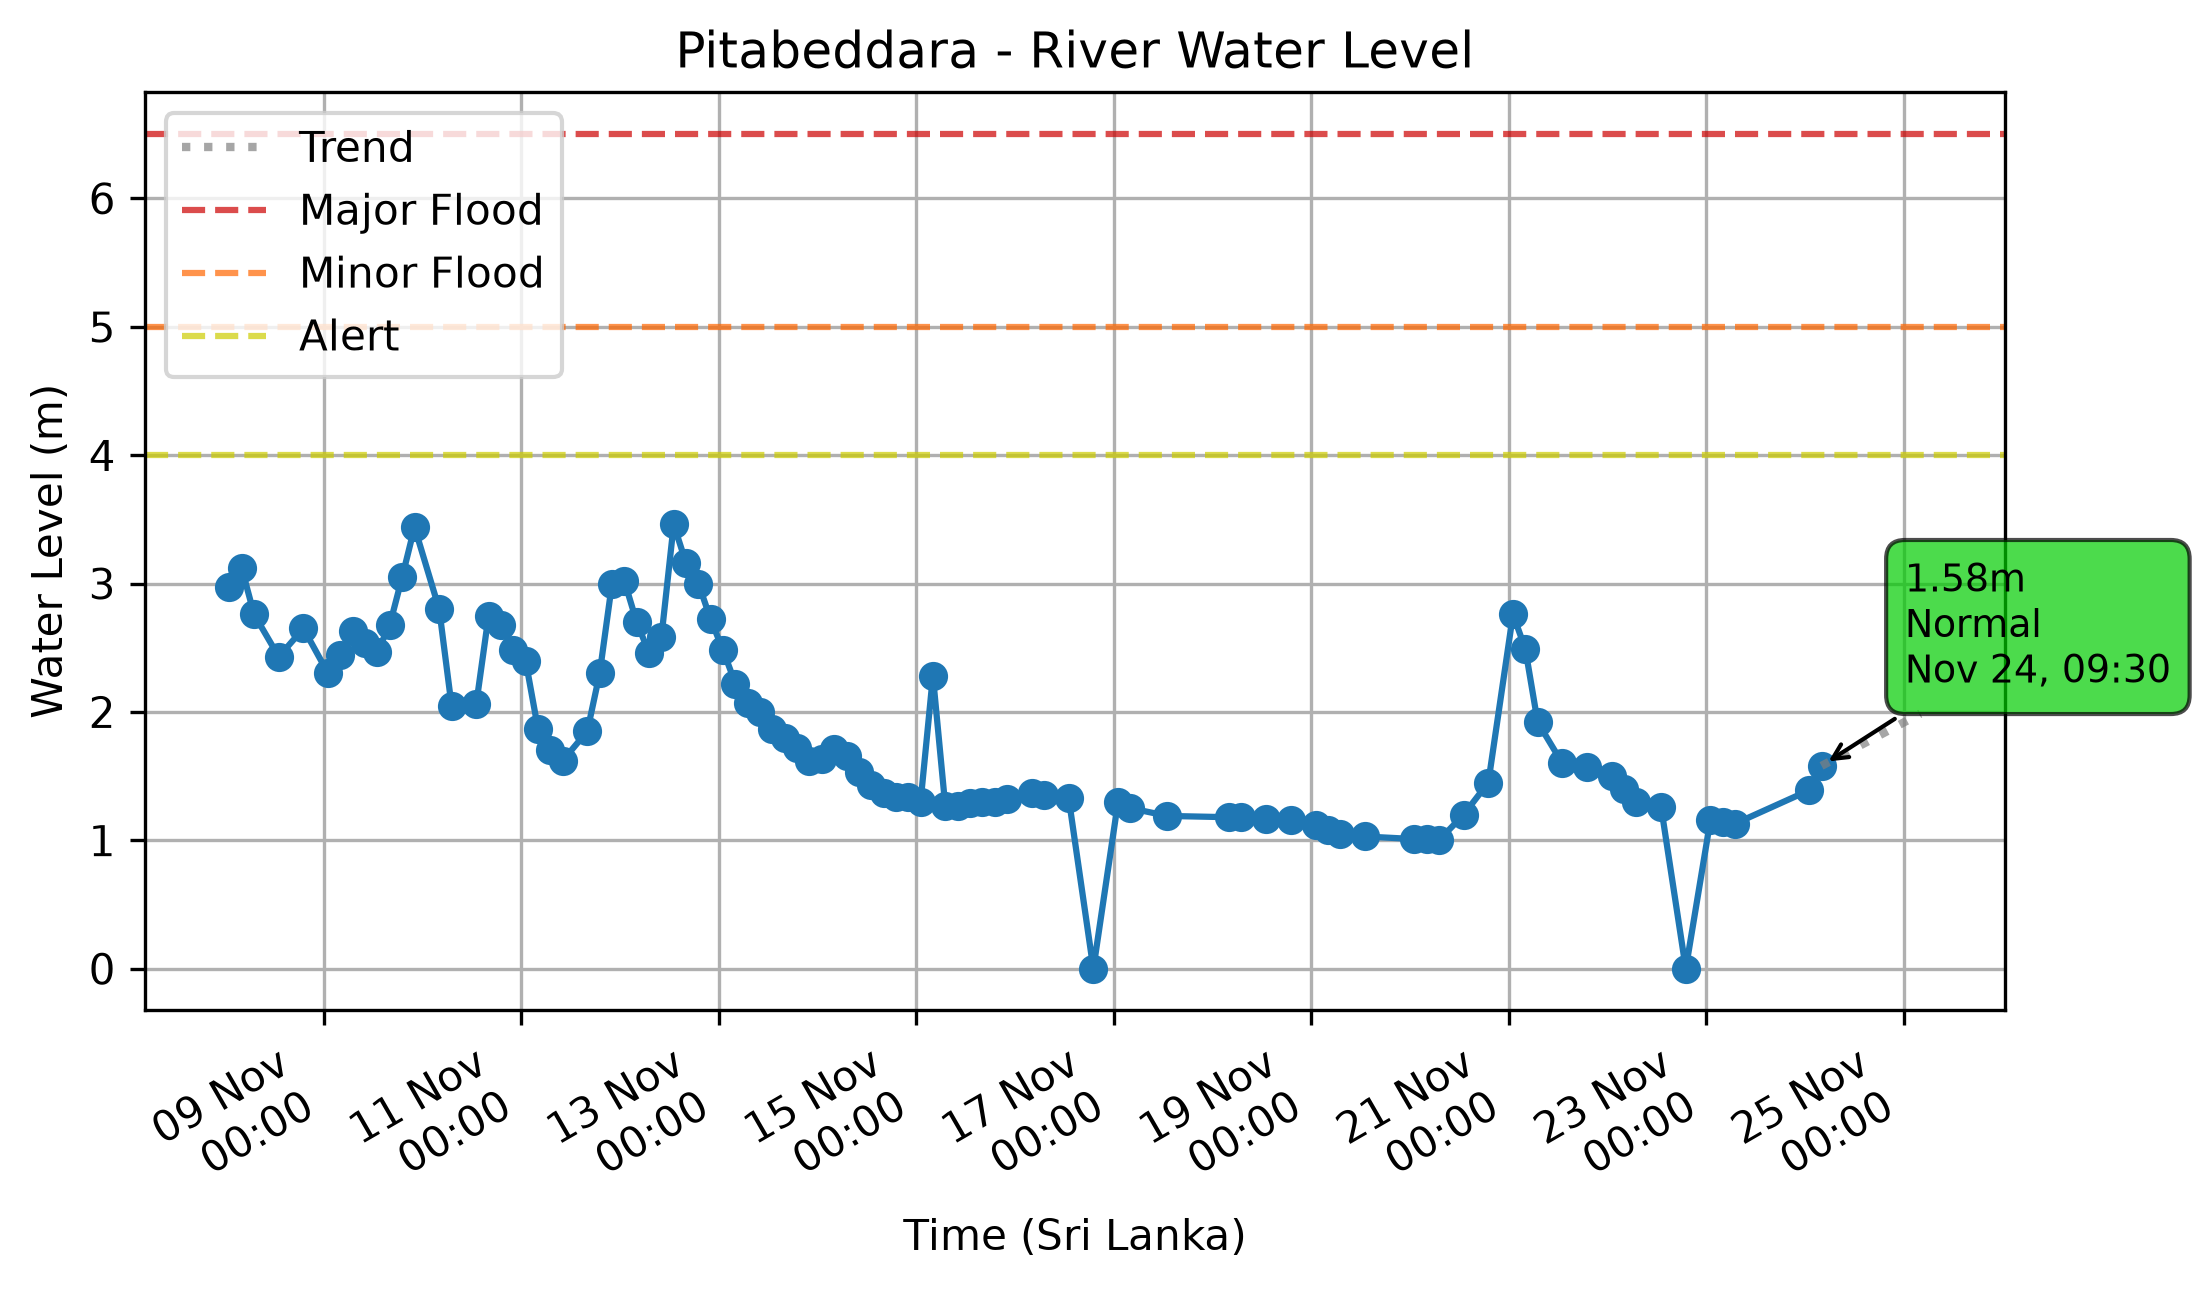 Pitabeddara - River Water Level
Trend
Major Flood
Minor Flood
Alert
6
5
4
3
2
1
0
Water Level (m)
1.58m
Normal
Nov 24, 09:30
09 Nov
00:00
11 Nov
00:00
13 Nov
00:00
15 Nov
00:00
17 Nov
00:00
19 Nov
00:00
21 Nov
00:00
23 Nov
00:00
25 Nov
00:00
Time (Sri Lanka)